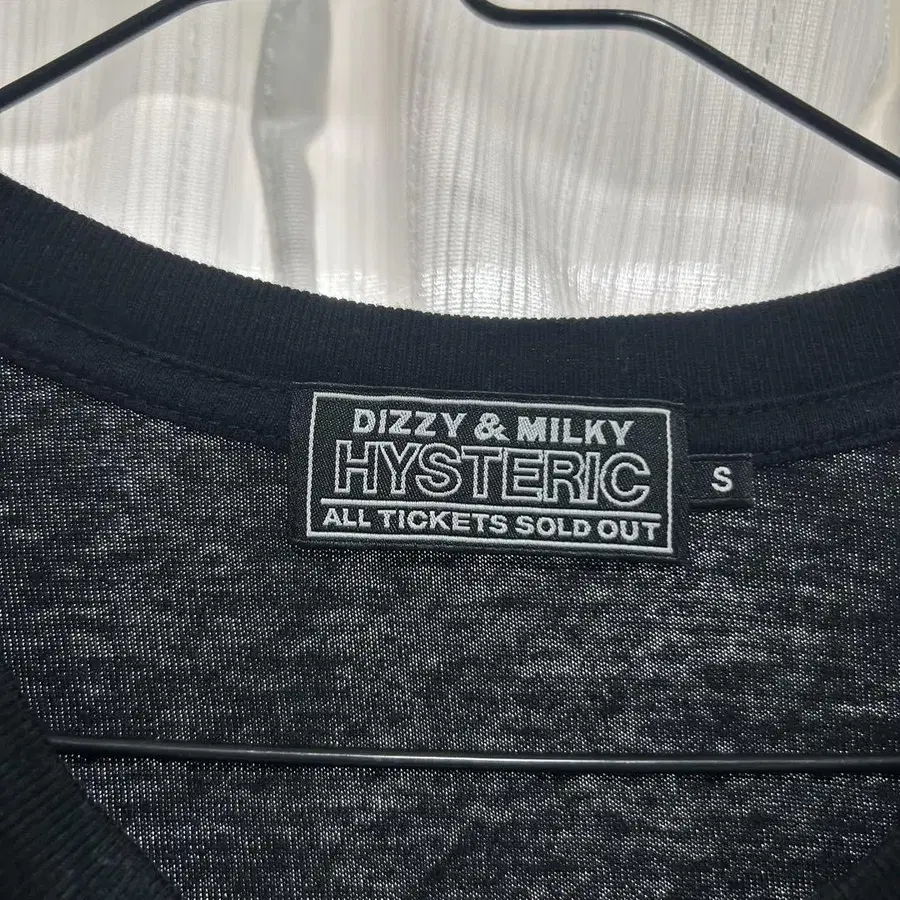 DIZZY & MILKY
HYSTERIC
ALL TICKETS SOLD OUT
S